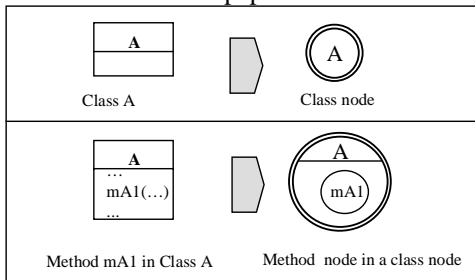 A
A
Class A
Class node
A
…
mA1(…)
...
A
mA1
Method mA1 in Class A
Method node in a class node